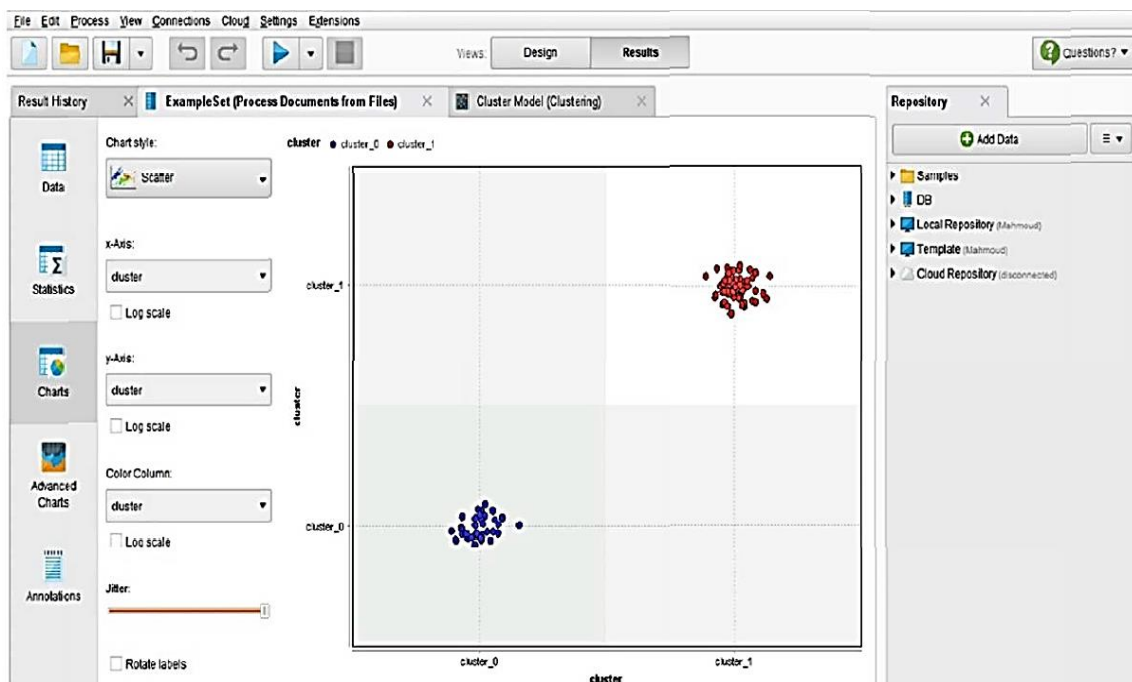 File Edit Process View Connections Cloud Settings Extensions
Views: Design Results Questions?
Result History ExampleSet (Process Documents from Files) Cluster Model (Clustering) Repository
Chart style: cluster cluster_0 cluster_1
Add Data
Data
Scatter
Samples
DB
x-Axis:
Local Repository (Mahmoud)
Statistics
cluster
Template (Mahmoud)
Cloud Repository (disconnected)
cluster_1
Log scale
y-Axis:
Charts
cluster
cluster
Log scale
Color Column:
Advanced
Charts
cluster
cluster_0
Log scale
Annotations
Jitter:
Rotate labels
cluster_0 cluster_1
cluster